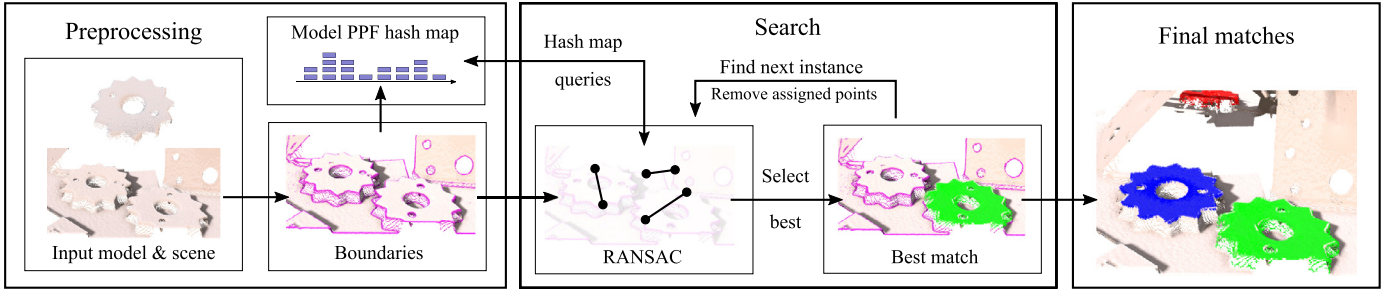 Preprocessing
Model PPF hash map
Input model & scene
Boundaries
Search
Hash map
queries
Find next instance
Remove assigned points
RANSAC
Select
best
Best match
Final matches